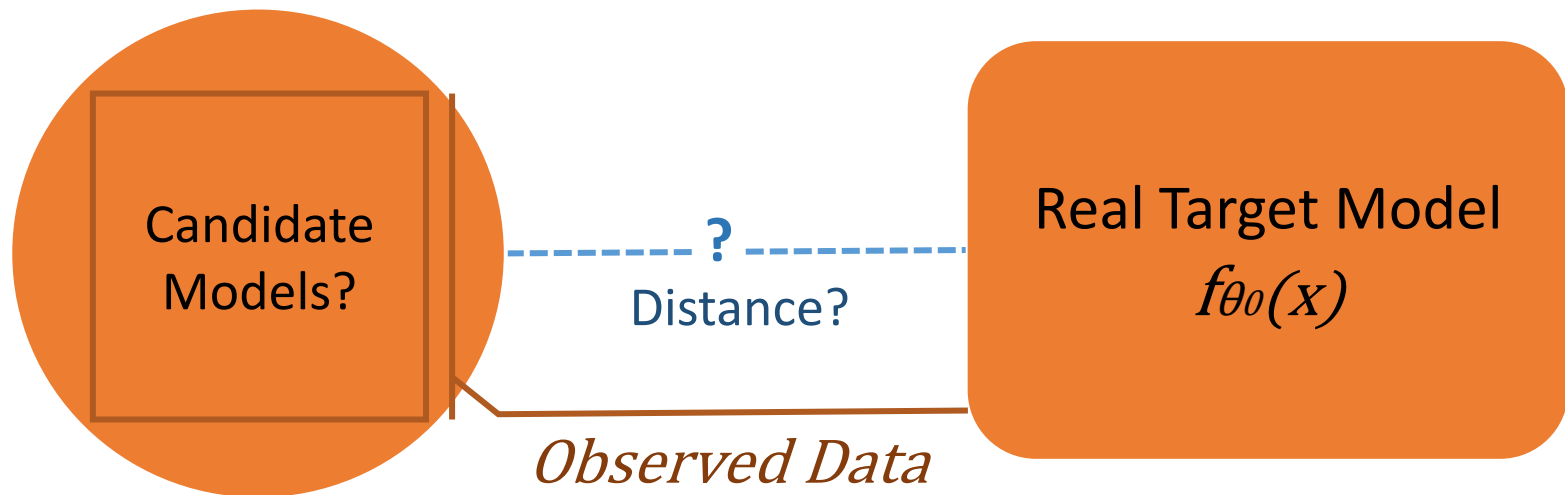 Candidate
Models?
?
Distance?
Real Target Model
fθ0(x)
Observed Data